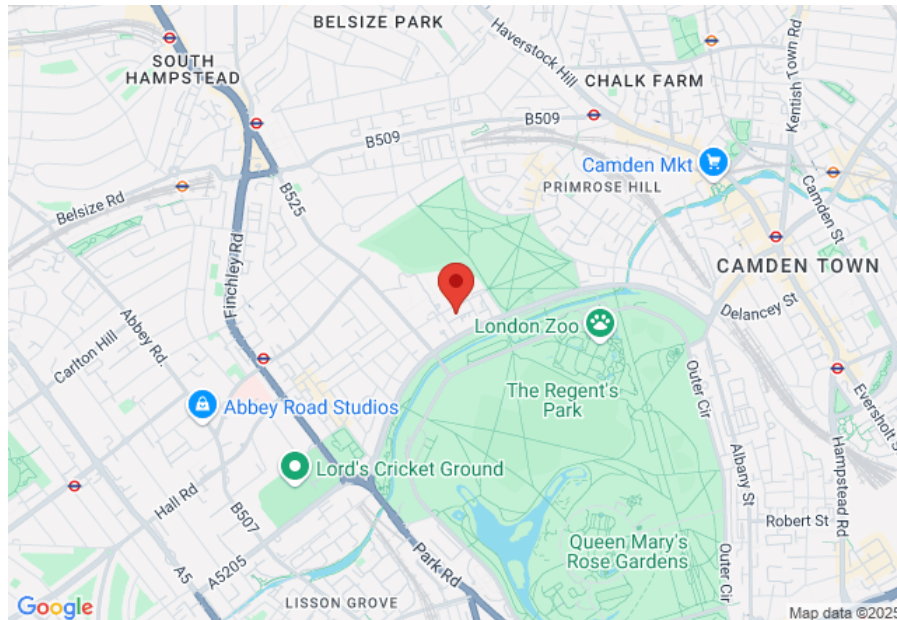 BELSIZE PARK
SOUTH
HAMPSTEAD
Haverstock Hill
CHALK FARM
Kentish Town Rd
B509
B509
Camden Mkt
PRIMROSE HILL
B525
Belsize Rd
Camden St
Finchley Rd
CAMDEN TOWN
Delancey St
Abbey Rd.
London Zoo
Carlton Hill
The Regent's
Park
Outer Cir
Abbey Road Studios
Eversholt S
Lord's Cricket Ground
Albany St
Hampstead Rd
Hall Rd
B507
Robert St
Queen Mary's
Rose Gardens
Outer Cir
Park Rd
A5205
A5
LISSON GROVE
Google
Map data ©2025